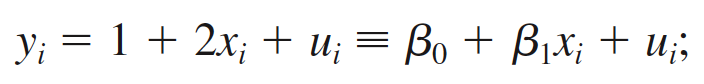 yᵢ = 1 + 2xᵢ + uᵢ ≡ β₀ + β₁xᵢ + uᵢ;